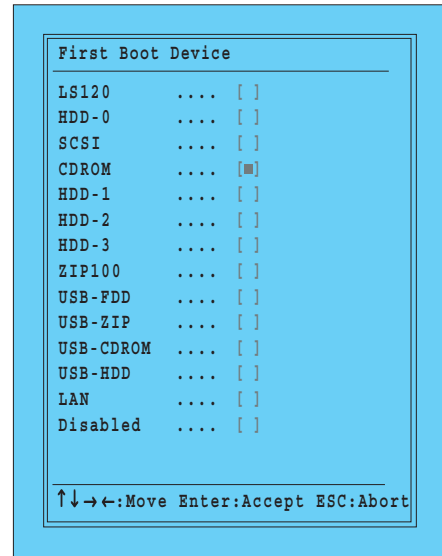 First Boot Device
LS120 .... [ ]
HDD-0 .... [ ]
SCSI .... [ ]
CDROM .... [■]
HDD-1 .... [ ]
HDD-2 .... [ ]
HDD-3 .... [ ]
ZIP100 .... [ ]
USB-FDD .... [ ]
USB-ZIP .... [ ]
USB-CDROM .... [ ]
USB-HDD .... [ ]
LAN .... [ ]
Disabled .... [ ]
↑↓→←:Move Enter:Accept ESC:Abort